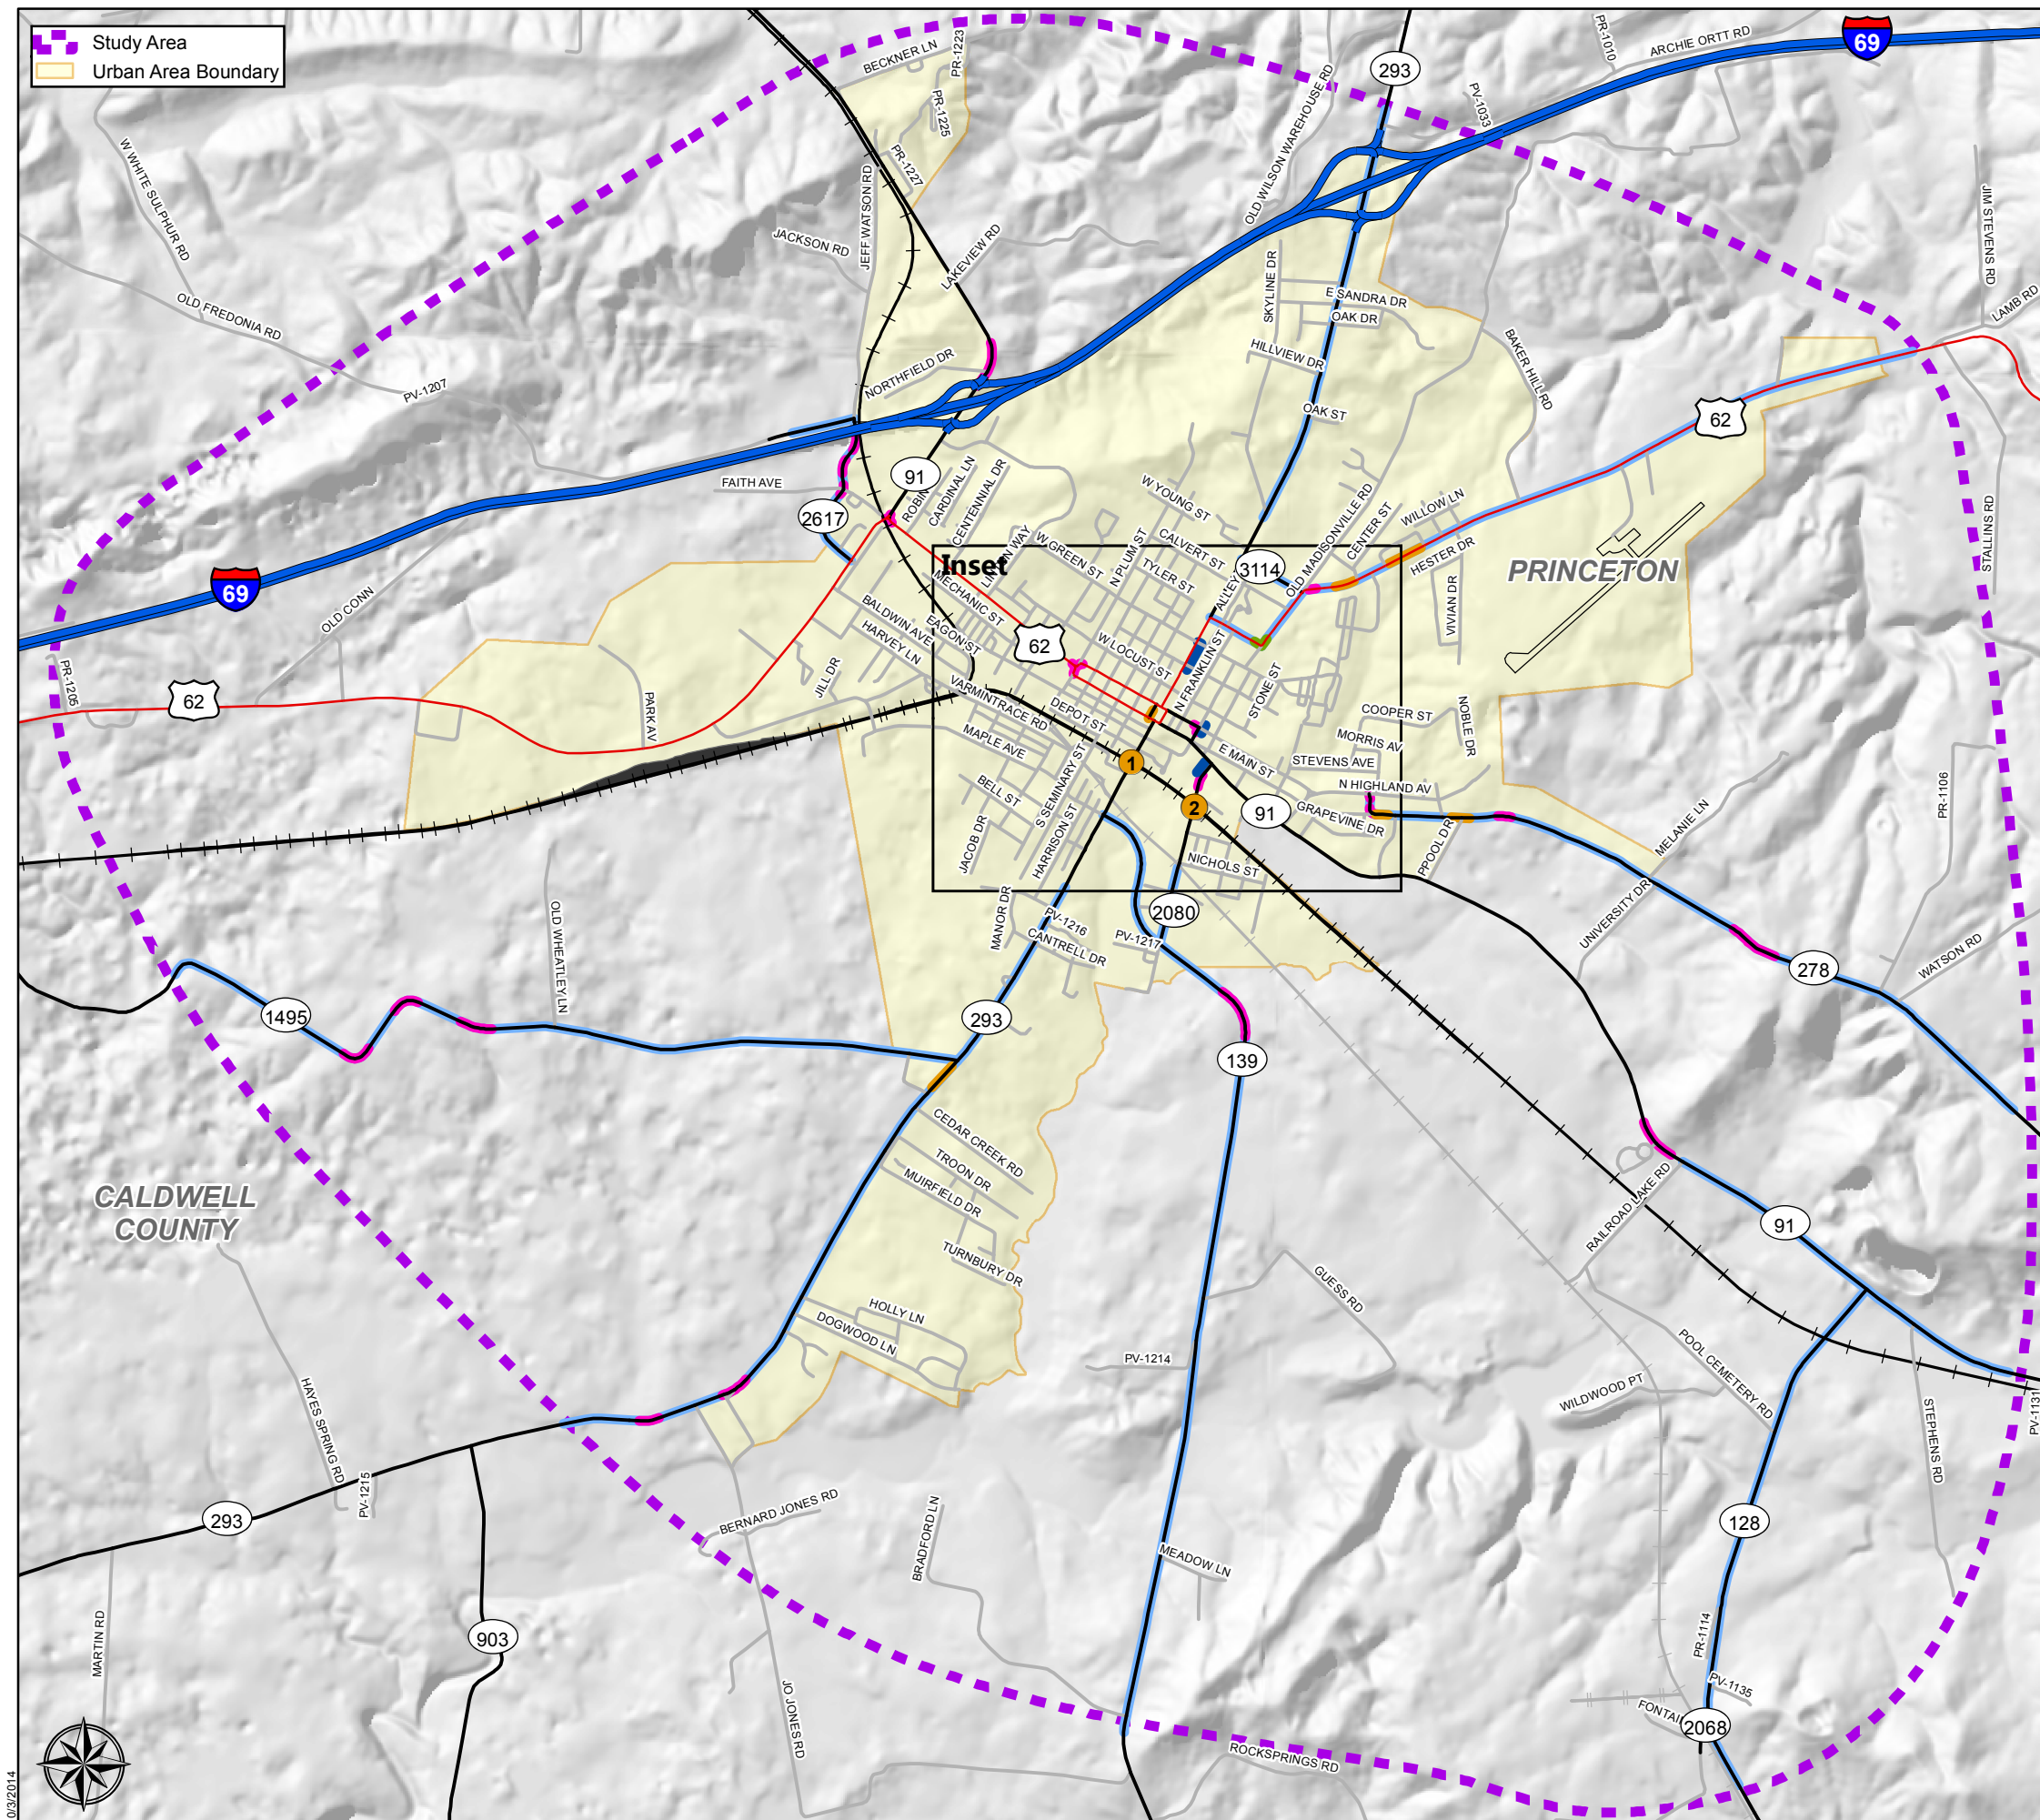 Study Area
Urban Area Boundary
BECKNER LN
PR-1223
293
PR-1010
ARCHIE ORTT RD
69
PR-1225
OLD WILSON WAREHOUSE RD
PV-1033
W WHITE SULPHUR RD
PR-1227
JEFF WATSON RD
JACKSON RD
LAKEVIEW RD
JIM STEVENS RD
LAMB RD
OLD FREDONIA RD
SKYLINE DR
E SANDRA DR
OAK DR
HILLVIEW DR
BAKER HILL RD
PV-1207
NORTHFIELD DR
OAK ST
62
FAITH AVE
91
2617
ROBIN
CARDINAL LN
CENTENNIAL DR
W YOUNG ST
OLD MADISONVILLE RD
CENTER ST
WILLOW LN
HESTER DR
STALLINS RD
Inset
W GREEN ST
N PLUM ST
CALVERT ST
TYLER ST
ALLEY
3114
PRINCETON
VIVIAN DR
69
OLD CONN
MECHANIC ST
BALDWIN AVE
EAGON ST
HARVEY LN
62
W LOCUST ST
N FRANKLIN ST
STONE ST
PR-1205
62
PARK AV
JILL DR
VARMINTRACE RD
DEPOT ST
COOPER ST
NOBLE DR
MORRIS AV
MAPLE AVE
S SEMINARY ST
1
E MAIN ST
STEVENS AVE
N HIGHLAND AV
BELL ST
2
91
GRAPEVINE DR
PPOOL DR
MELANIE LN
PR-1106
JACOB DR
HARRISON ST
NICHOLS ST
OLD WHEATLEY LN
MANOR DR
PV-1216
CANTRELL DR
2080
PV-1217
UNIVERSITY DR
WATSON RD
278
1495
293
139
CEDAR CREEK RD
TROON DR
MUIRFIELD DR
TURNBURY DR
CALDWELL
COUNTY
RAILROAD LAKE RD
91
GUESS RD
HOLLY LN
DOGWOOD LN
PV-1214
POOL CEMETERY RD
WILDWOOD PT
PV-1131
STEPHENS RD
HAYES SPRING RD
PV-1215
293
BERNARD JONES RD
BRADFORD LN
MEADOW LN
128
MARTIN RD
903
PR-1114
PV-1135
JO JONES RD
2068
ROCKSPRINGS RD
0/3/2014